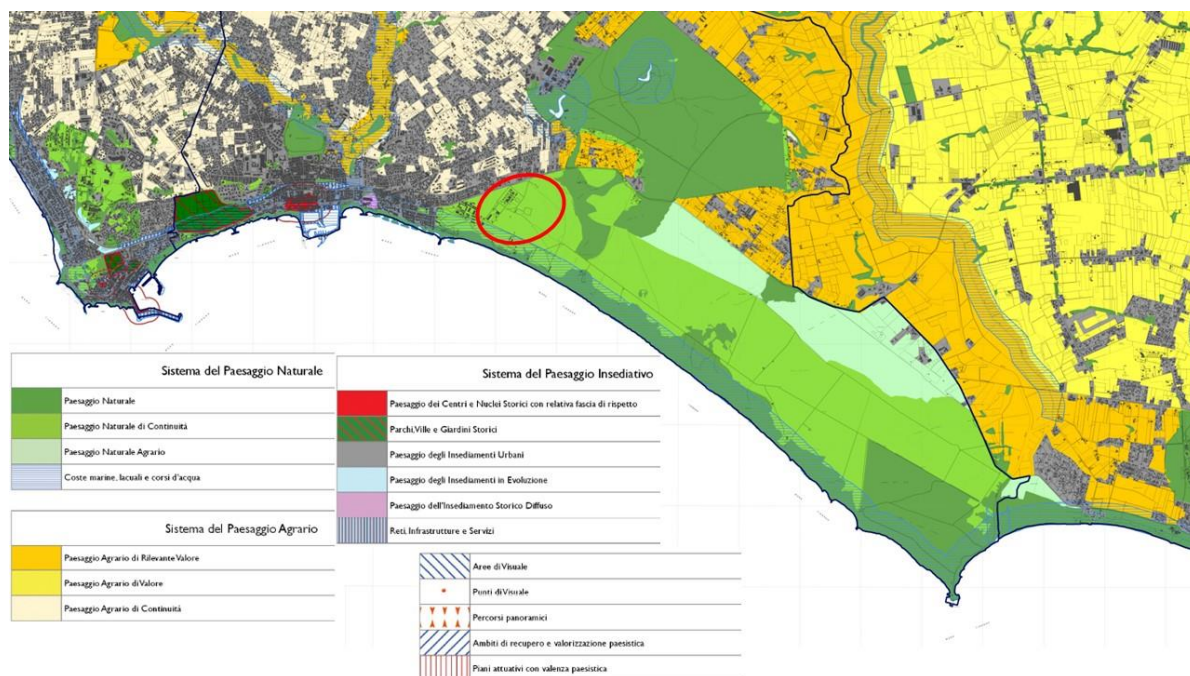 Sistema del Paesaggio Naturale
Paesaggio Naturale
Paesaggio Naturale di Continuità
Paesaggio Naturale Agrario
Coste marine, lacuali e corsi d'acqua
Sistema del Paesaggio Agrario
Paesaggio Agrario di Rilevante Valore
Paesaggio Agrario di Valore
Paesaggio Agrario di Continuità
Sistema del Paesaggio Insediativo
Paesaggio dei Centri e Nuclei Storici con relativa fascia di rispetto
Parchi, Ville e Giardini Storici
Paesaggio degli Insediamenti Urbani
Paesaggio degli Insediamenti in Evoluzione
Paesaggio dell'Insediamento Storico Diffuso
Reti, Infrastrutture e Servizi
Aree di Visuale
Punti di Visuale
Percorsi panoramici
Ambiti di recupero e valorizzazione paesistica
Piani attuativi con valenza paesistica